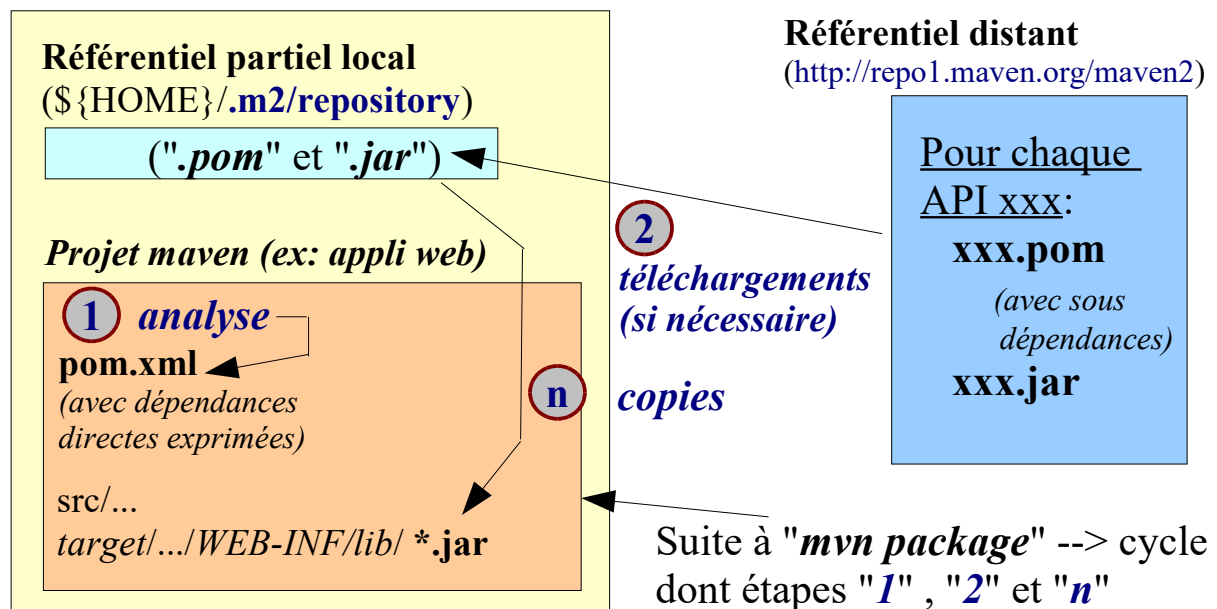 Référentiel partiel local
(${HOME}/.m2/repository)
(".pom" et ".jar")
Référentiel distant
(http://repo1.maven.org/maven2)
Pour chaque
API xxx:
xxx.pom
(avec sous
dépendances)
xxx.jar
2
téléchargements
(si nécessaire)
Projet maven (ex: appli web)
1 analyse
pom.xml
(avec dépendances
directes exprimées)
n copies
src/...
target/.../WEB-INF/lib/ *.jar
Suite à "mvn package" --> cycle
dont étapes "1" , "2" et "n"